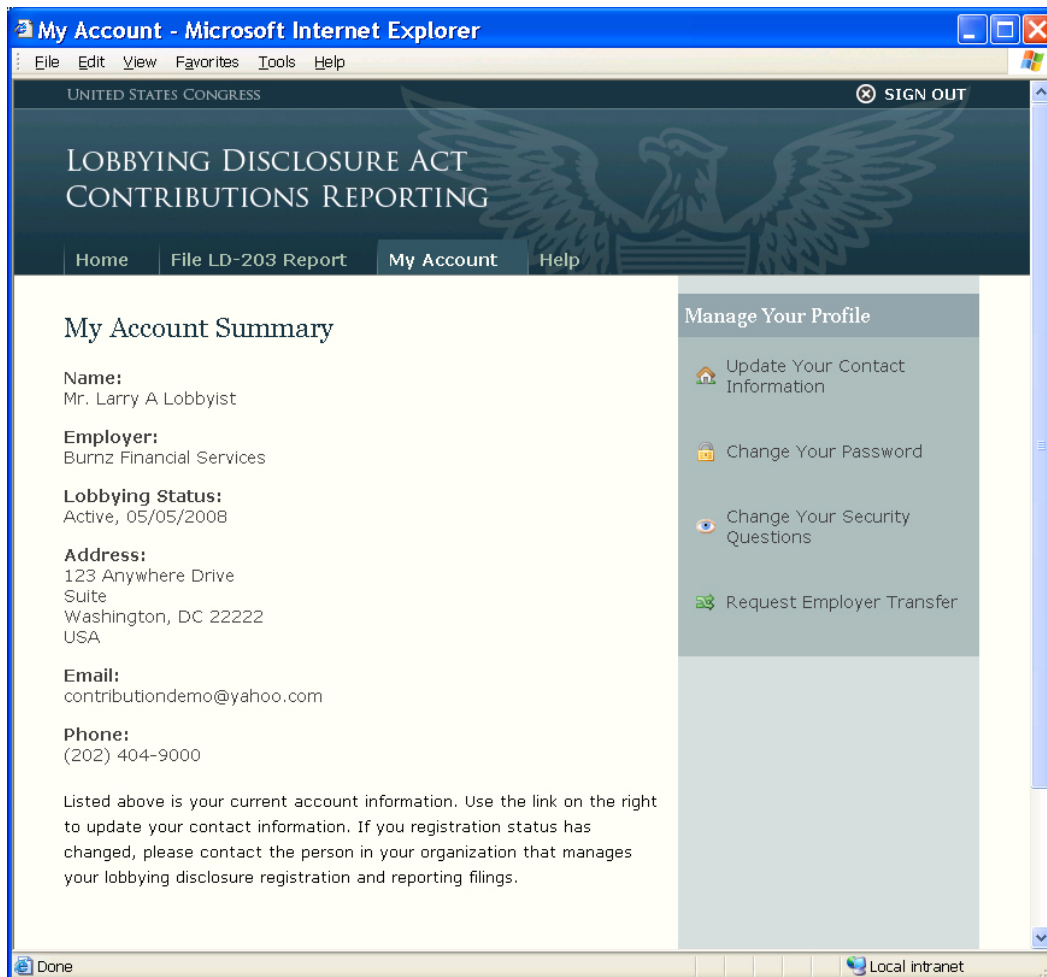 My Account - Microsoft Internet Explorer
File Edit View Favorites Tools Help
UNITED STATES CONGRESS
SIGN OUT
LOBBYING DISCLOSURE ACT
CONTRIBUTIONS REPORTING
Home File LD-203 Report My Account Help
My Account Summary
Name:
Mr. Larry A Lobbyist
Employer:
Burnz Financial Services
Lobbying Status:
Active, 05/05/2008
Address:
123 Anywhere Drive
Suite
Washington, DC 22222
USA
Email:
contributiondemo@yahoo.com
Phone:
(202) 404-9000
Listed above is your current account information. Use the link on the right
to update your contact information. If you registration status has
changed, please contact the person in your organization that manages
your lobbying disclosure registration and reporting filings.
Manage Your Profile
Update Your Contact
Information
Change Your Password
Change Your Security
Questions
Request Employer Transfer
Done
Local intranet